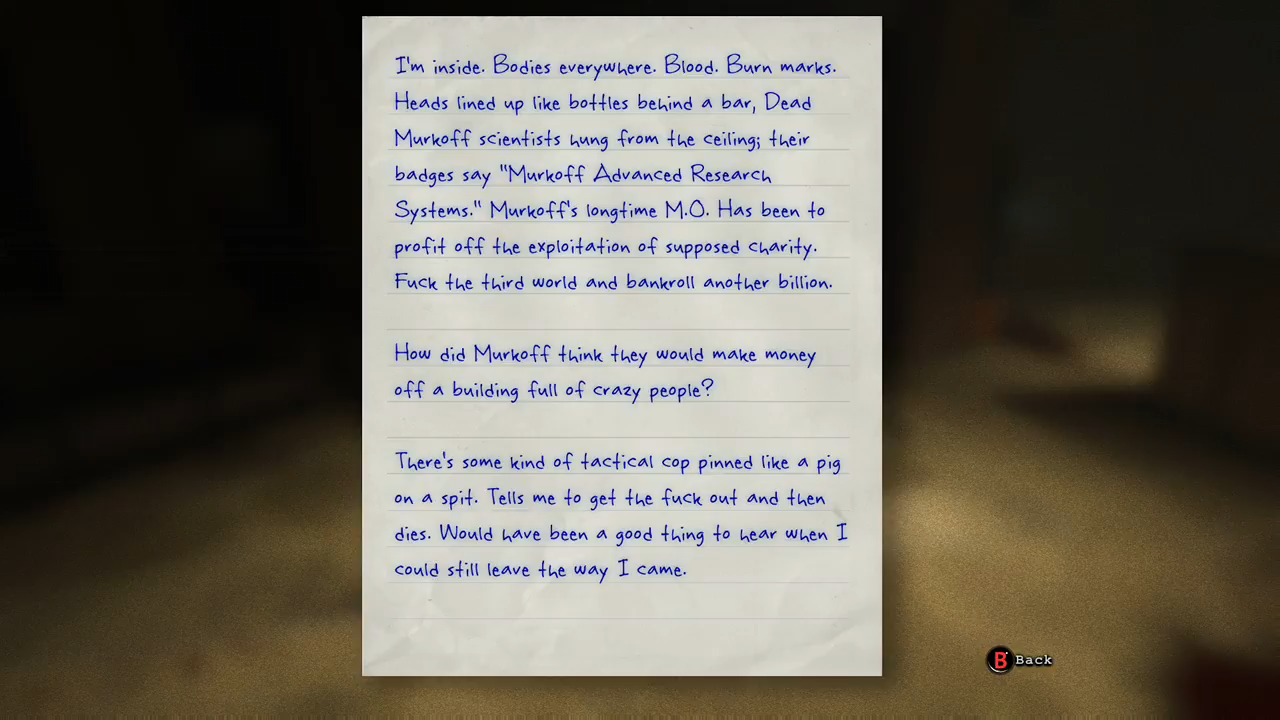 I'm inside. Bodies everywhere. Blood. Burn marks.
Heads lined up like bottles behind a bar, Dead
Murkoff scientists hung from the ceiling; their
badges say "Murkoff Advanced Research
Systems." Murkoff's longtime M.O. Has been to
profit off the exploitation of supposed charity.
Fuck the third world and bankroll another billion.
How did Murkoff think they would make money
off a building full of crazy people?
There's some kind of tactical cop pinned like a pig
on a spit. Tells me to get the fuck out and then
dies. Would have been a good thing to hear when I
could still leave the way I came.
B Back